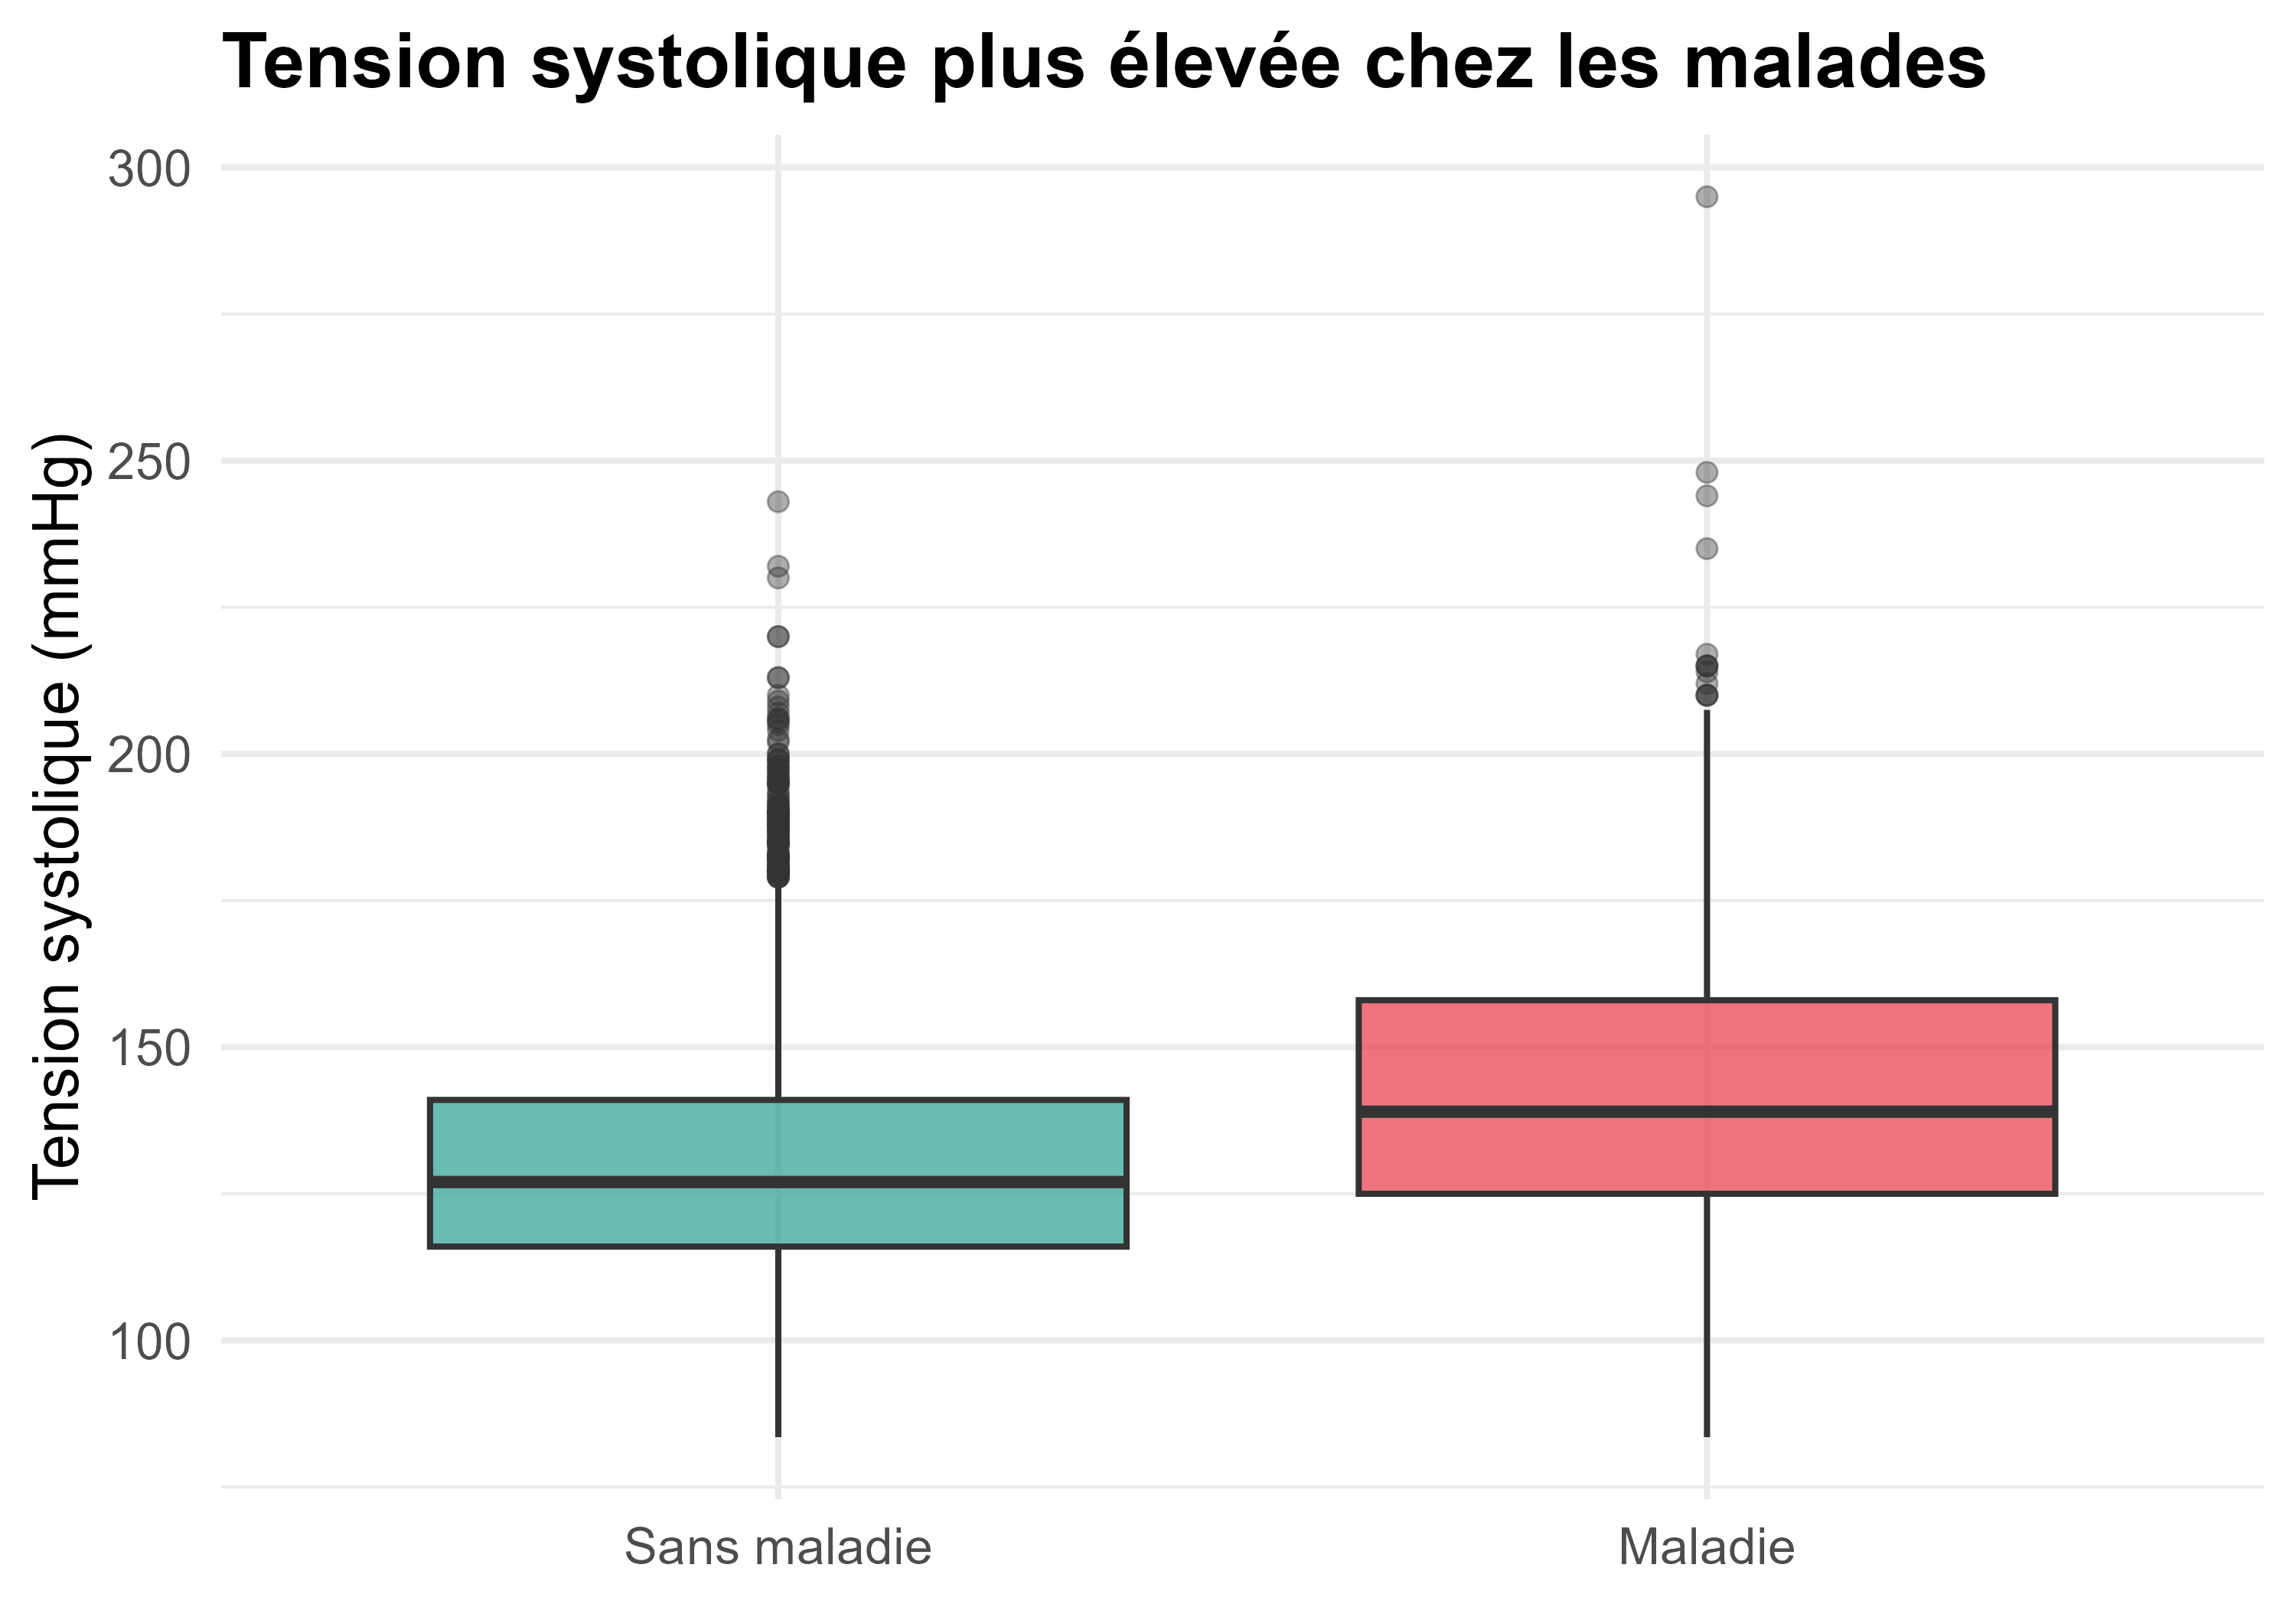 Tension systolique plus élevée chez les malades
Tension systolique (mmHg)
300
250
200
150
100
Sans maladie
Maladie